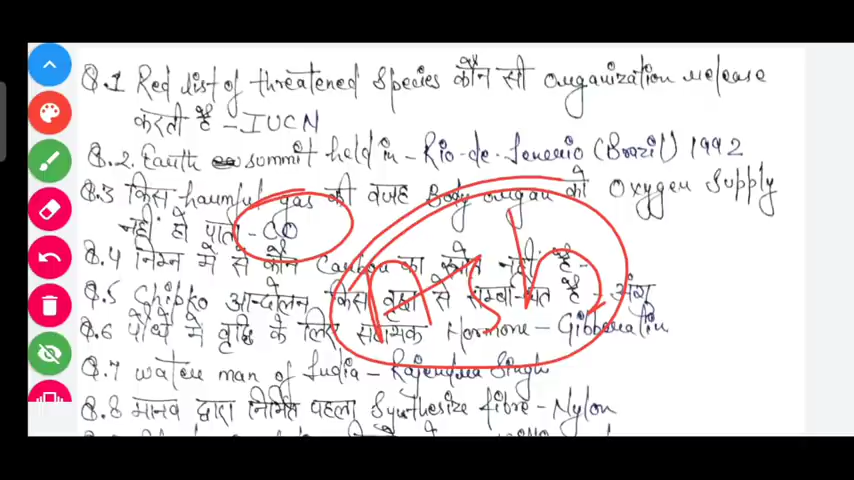 Q.1 Red list of threatened species कौन सी organization release
करती है - IUCN
Q.2. Earth summit held in - Rio-de-Jenerio (Brazil) 1992
Q.3 किस harmful gas की वजह Body organ को Oxygen Supply
नहीं हो पाता - CO
Q.4 निम्न में से कौन Carbon का स्रोत नहीं है -
Q.5 Chipko आन्दोलन किस वृक्ष से सम्बन्धित है -
Q.6 पौधे में वृद्धि के लिए सहायक Hormone - Gibberalin
Q.7 water man of India - Rajendra Singh
Q.8 मानव द्वारा निर्मित पहला Synthesize fibre - Nylon